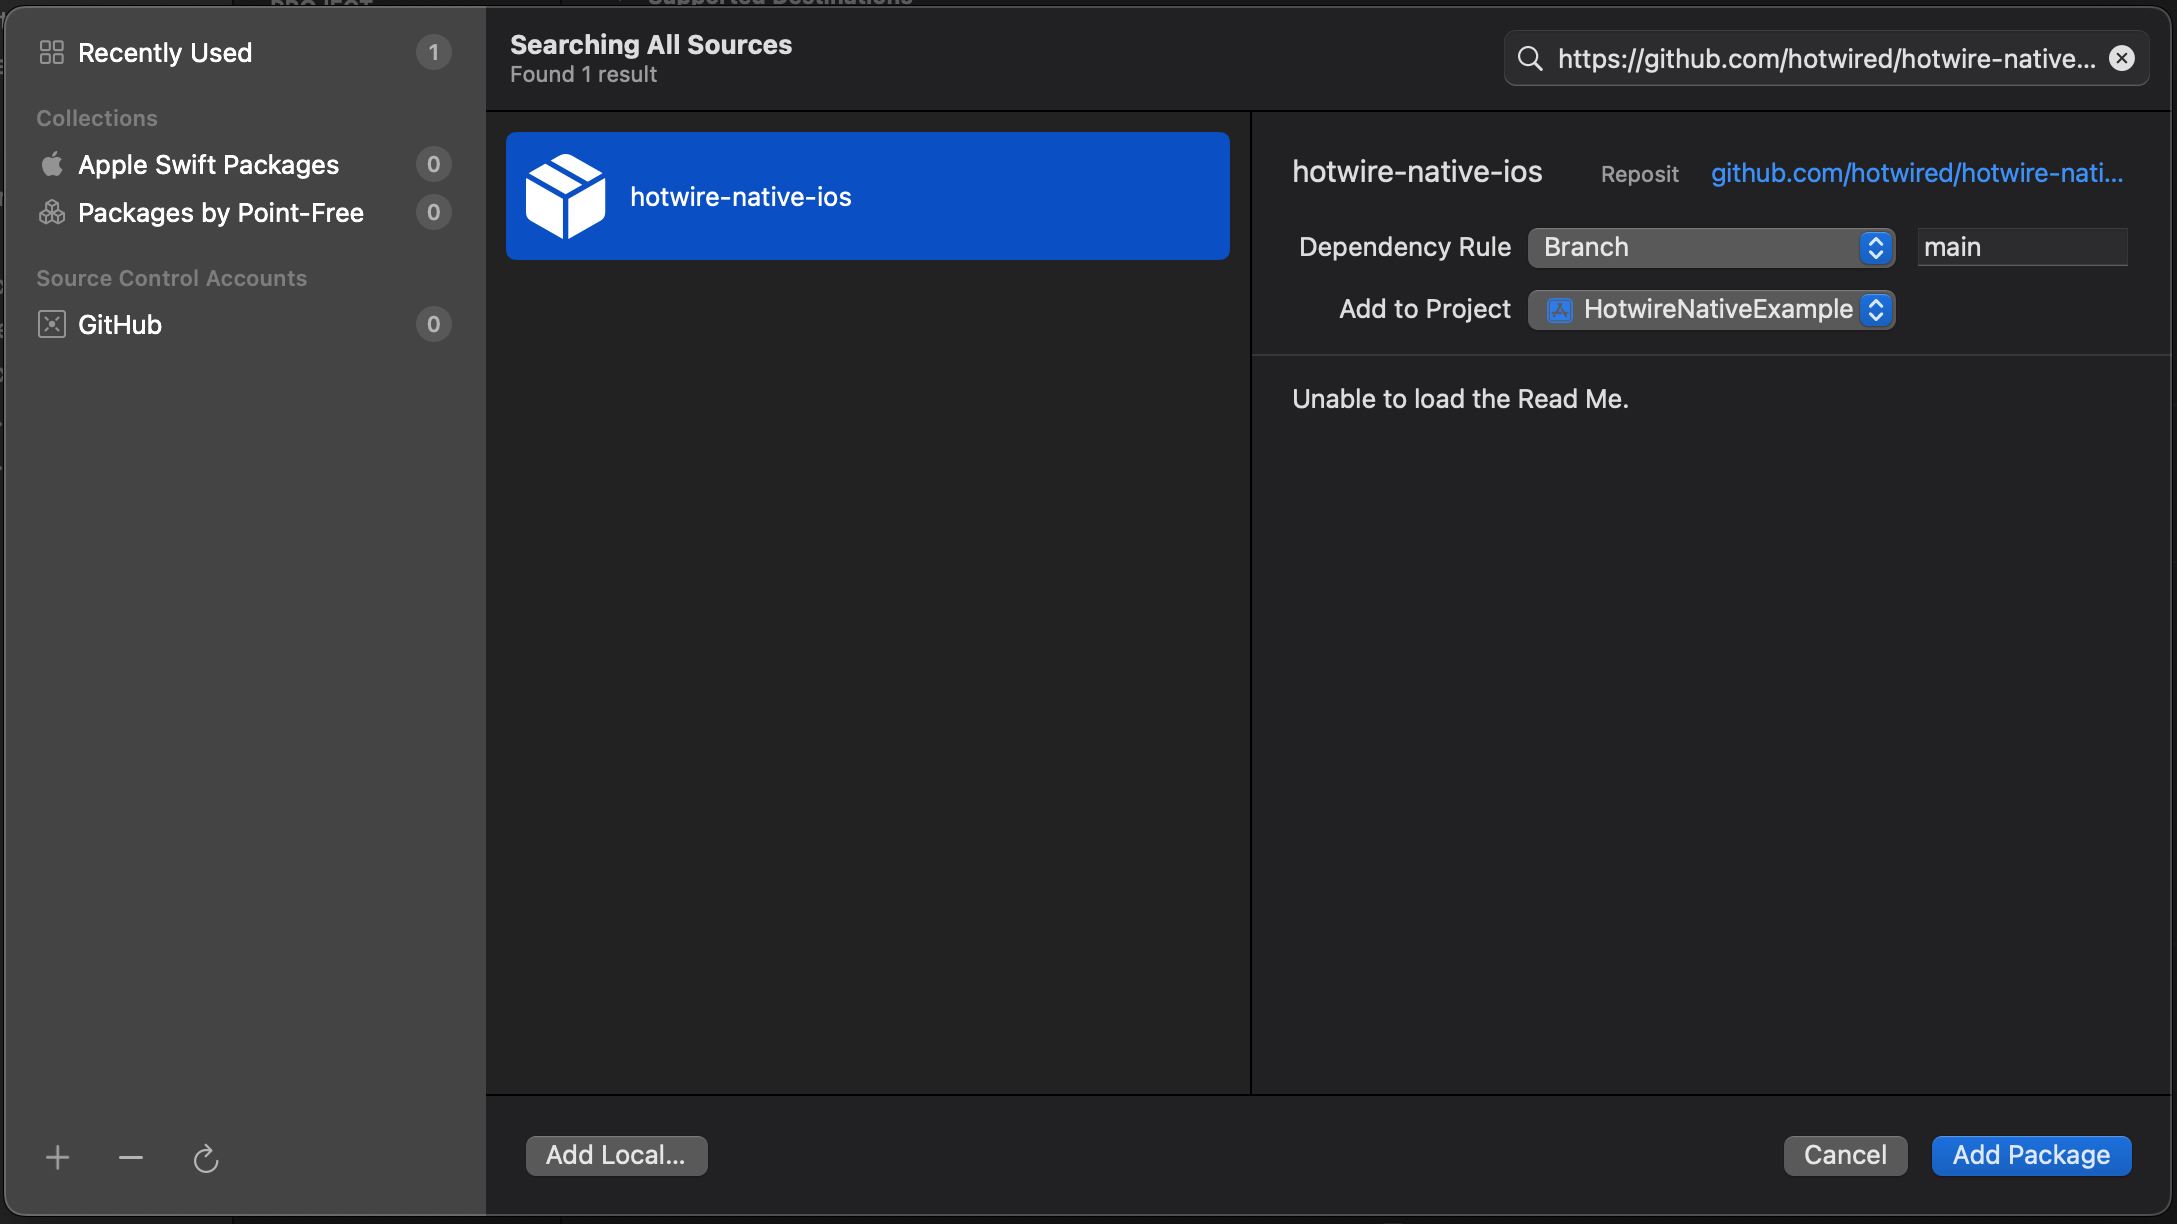 Recently Used 1
Collections
Apple Swift Packages 0
Packages by Point-Free 0
Source Control Accounts
GitHub 0
Searching All Sources
Found 1 result
https://github.com/hotwired/hotwire-native...
hotwire-native-ios
hotwire-native-ios Reposit github.com/hotwired/hotwire-nati...
Dependency Rule Branch main
Add to Project HotwireNativeExample
Unable to load the Read Me.
Add Local...
Cancel
Add Package